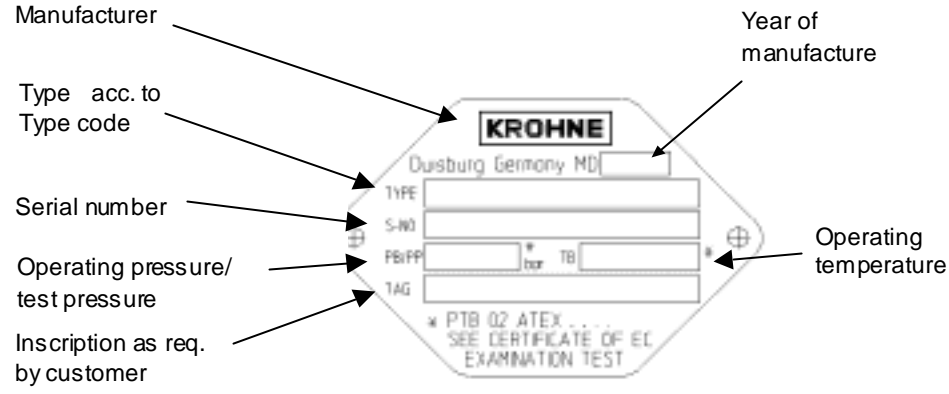 Manufacturer
Year of
manufacture
Type acc. to
Type code
KROHNE
Duisburg Germany MD
TYPE
Serial number
S-NO
Operating pressure/
test pressure
PB/PP
*
bar
TB
*
Operating
temperature
TAG
Inscription as req.
by customer
* PTB 02 ATEX . . . .
SEE CERTIFICATE OF EC
EXAMINATION TEST